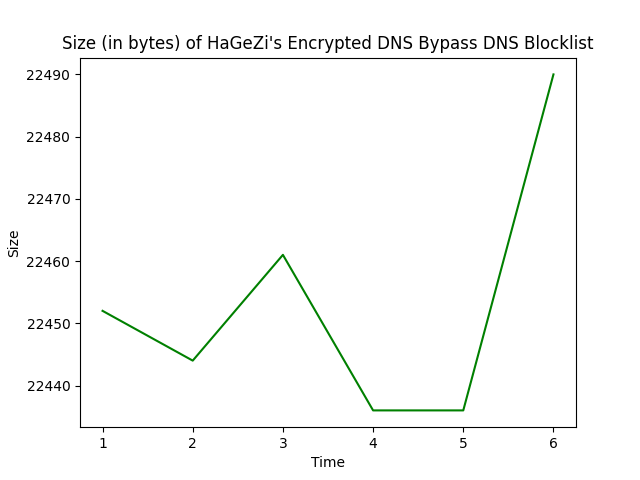 Size (in bytes) of HaGeZi's Encrypted DNS Bypass DNS Blocklist
22490
22480
22470
22460
22450
22440
Size
1 2 3 4 5 6
Time